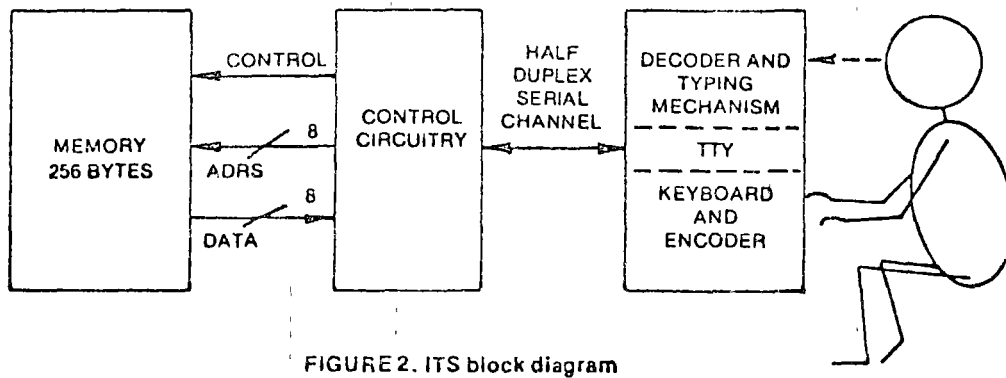 MEMORY
256 BYTES
CONTROL
8
ADRS
8
DATA
CONTROL
CIRCUITRY
HALF
DUPLEX
SERIAL
CHANNEL
DECODER AND
TYPING
MECHANISM
TTY
KEYBOARD
AND
ENCODER
FIGURE 2. ITS block diagram